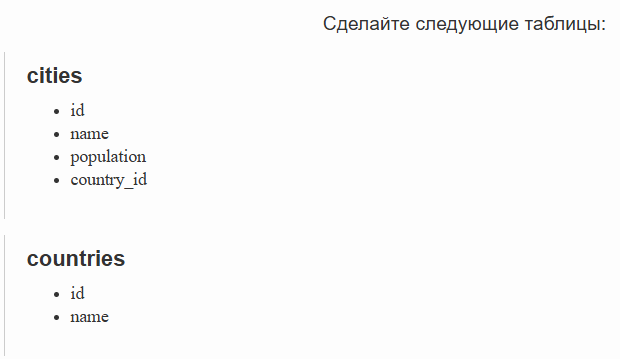 Сделайте следующие таблицы:
cities
id
name
population
country_id
countries
id
name